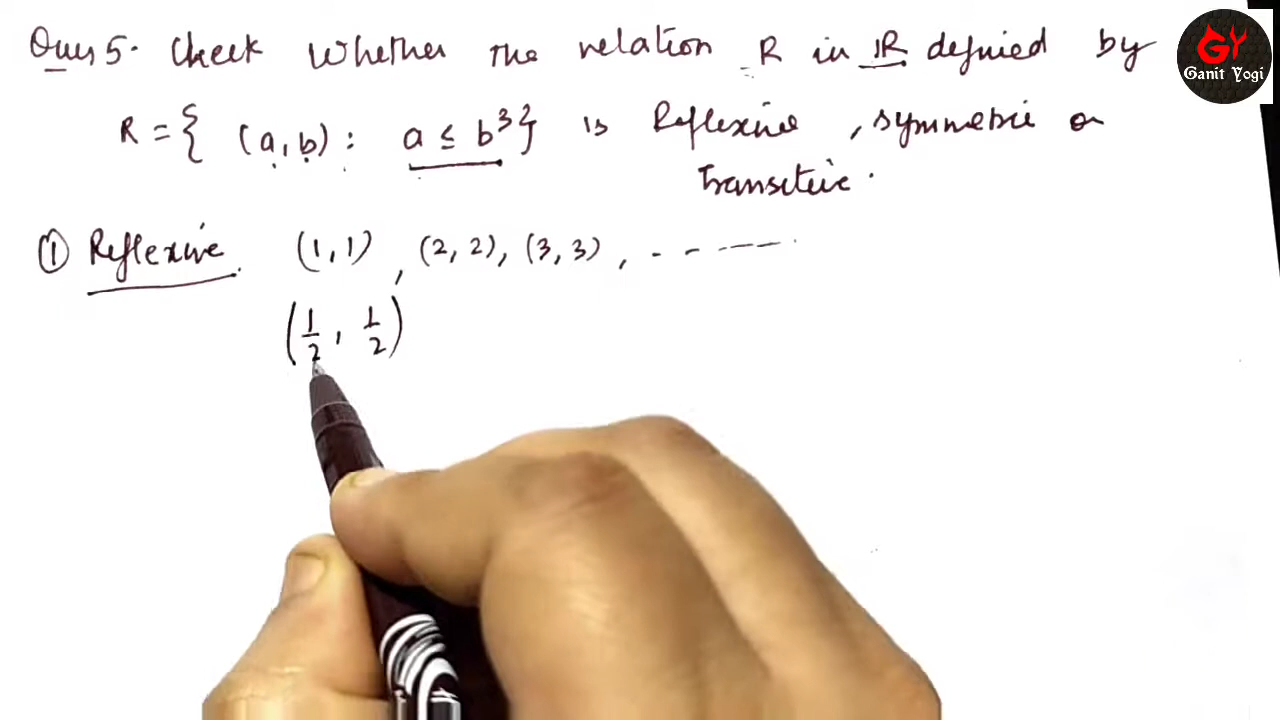 Ques 5. Check Whether the relation R in ℝ defined by
R = { (a, b) : a ≤ b³ } is Reflexive, symmetric or
transitive.
① Reflexive (1, 1), (2, 2), (3, 3), . - - ----
(1/2, 1/2)
GY
Ganit Yogi